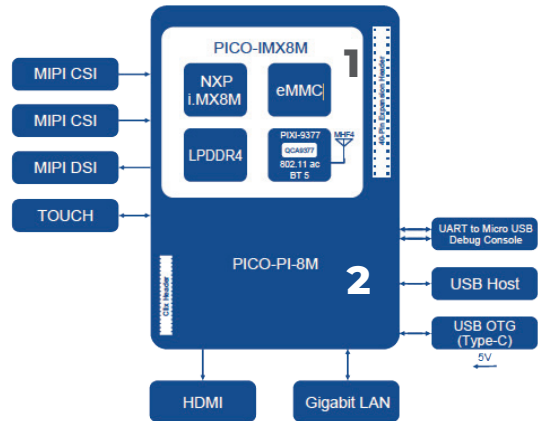 PICO-IMX8M
1
NXP
i.MX8M
eMMC
LPDDR4
PIXI-9377
QCA9377
802.11 ac
BT 5
MHF4
40-Pin Expansion Header
MIPI CSI
MIPI CSI
MIPI DSI
TOUCH
PICO-PI-8M
2
Clix Header
UART to Micro USB
Debug Console
USB Host
USB OTG
(Type-C)
5V
HDMI
Gigabit LAN